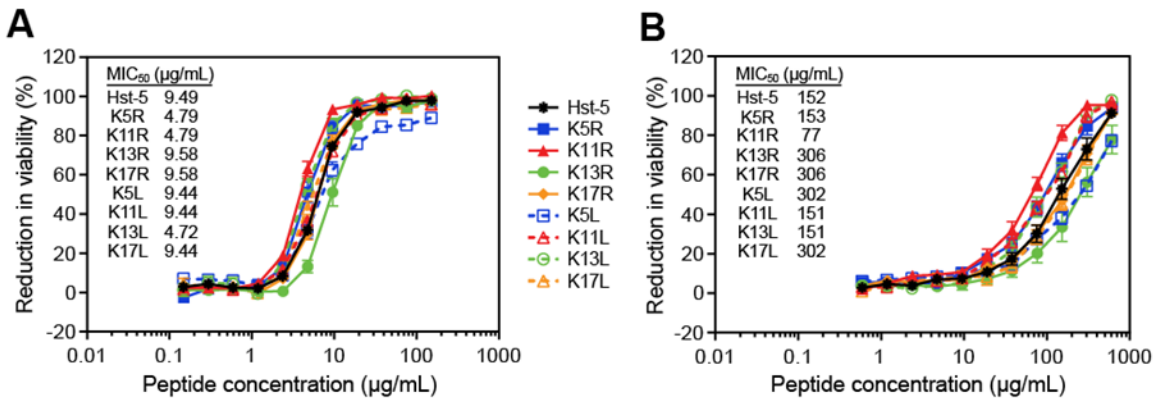 A
Reduction in viability (%)
120
100
80
60
40
20
0
-20
MIC50 (µg/mL)
Hst-5 9.49
K5R 4.79
K11R 4.79
K13R 9.58
K17R 9.58
K5L 9.44
K11L 9.44
K13L 4.72
K17L 9.44
0.01 0.1 1 10 100 1000
Peptide concentration (µg/mL)
Hst-5
K5R
K11R
K13R
K17R
K5L
K11L
K13L
K17L
B
Reduction in viability (%)
120
100
80
60
40
20
0
-20
MIC50 (µg/mL)
Hst-5 152
K5R 153
K11R 77
K13R 306
K17R 306
K5L 302
K11L 151
K13L 151
K17L 302
0.01 0.1 1 10 100 1000
Peptide concentration (µg/mL)